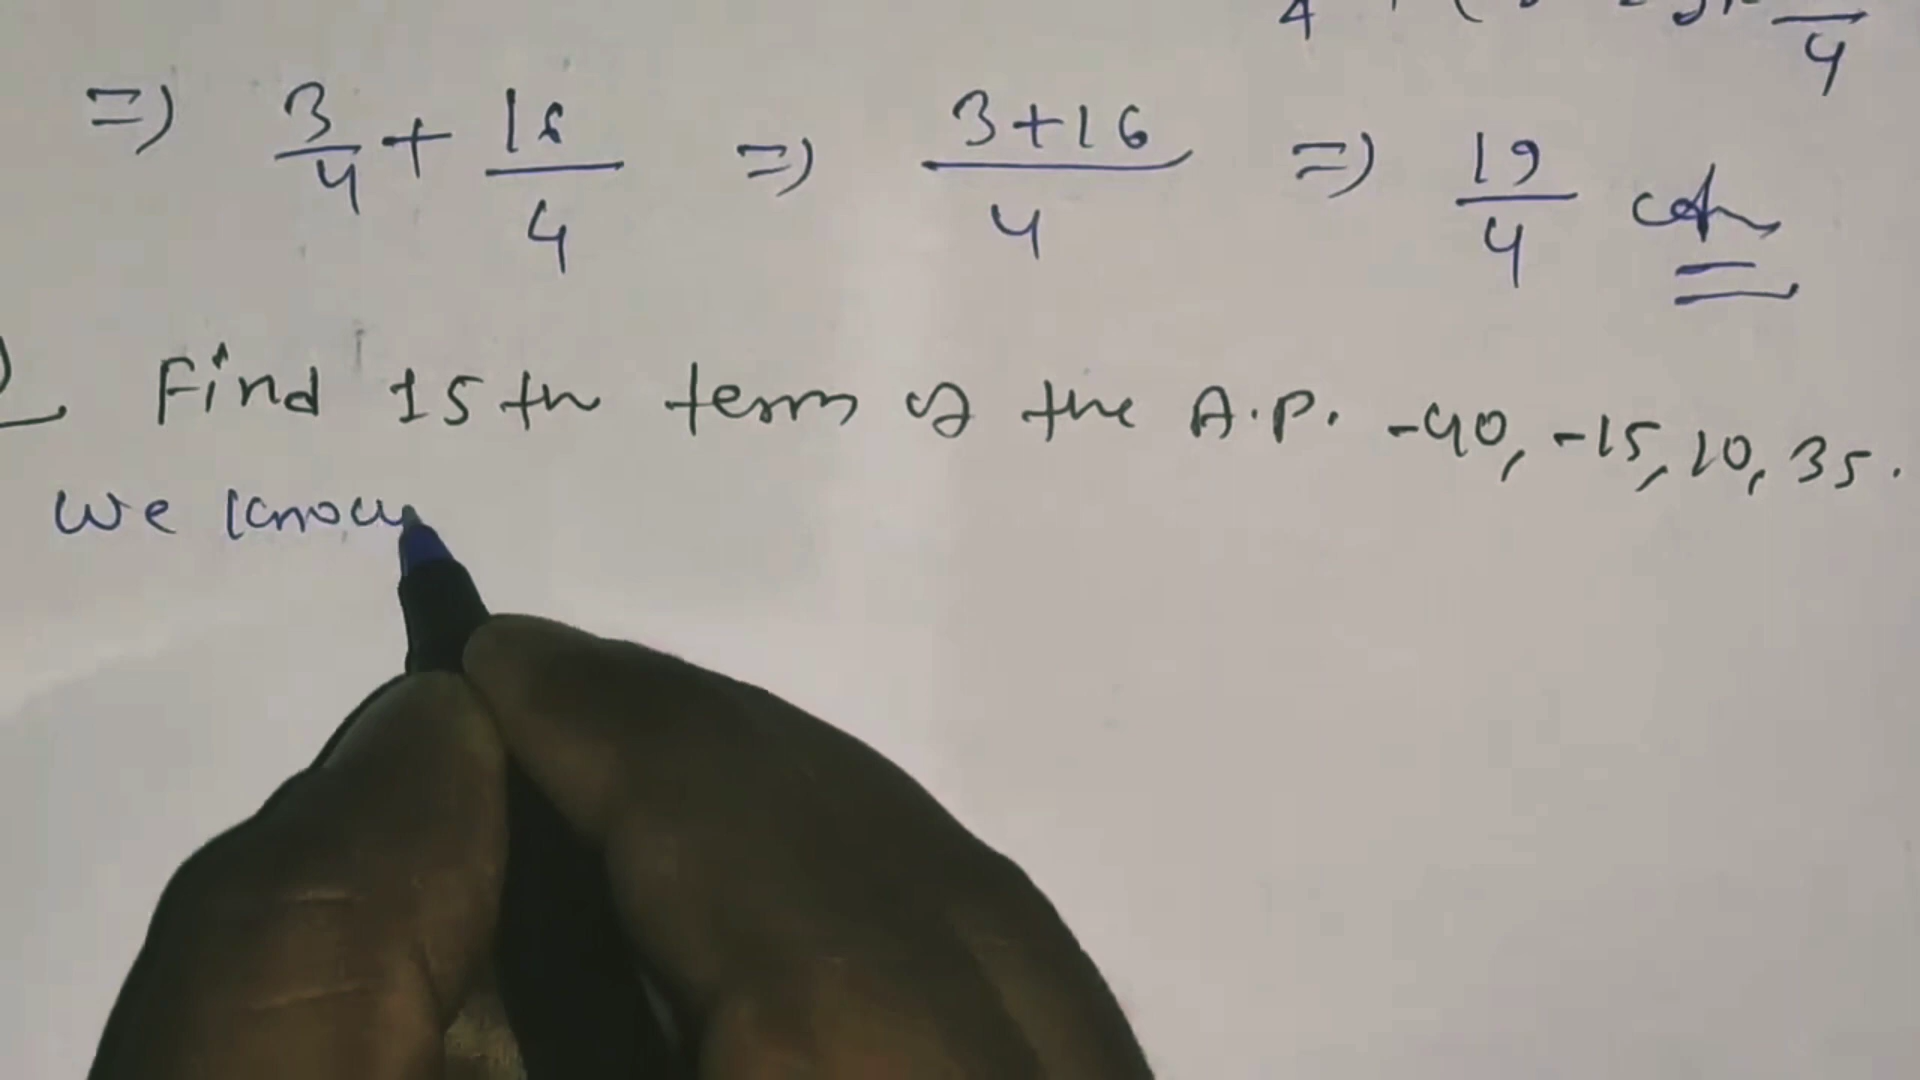 4
=) 3/4 + 16/4 =) 3+16/4 =) 19/4
Find 15th term of the A.P. -40, -15, 10, 35.
We know